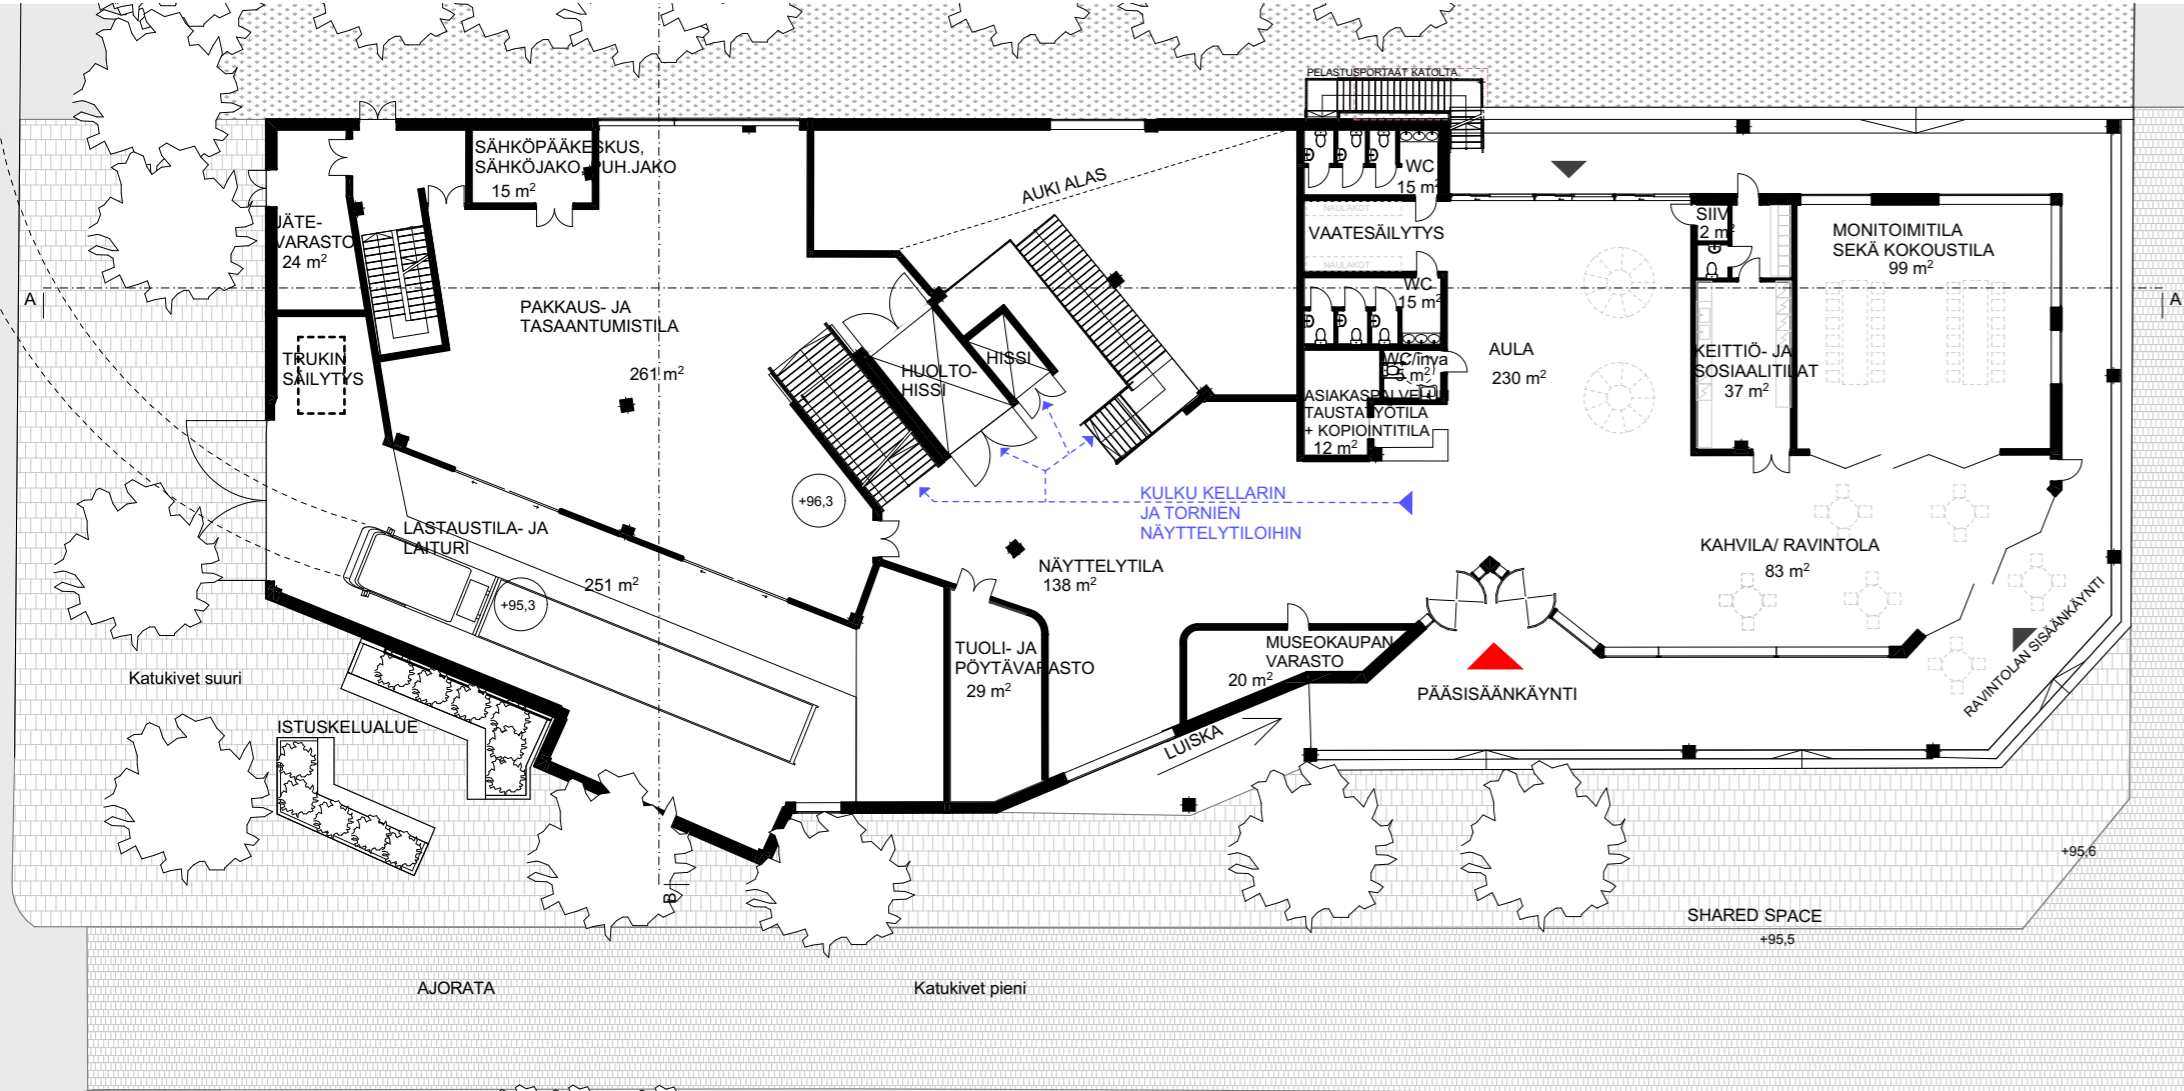 PELASTUSPORTAAT KATOLTA
SÄHKÖPÄÄKESKUS,
SÄHKÖJAKO, PUH.JAKO
15 m²
AUKI ALAS
WC
15 m²
NAULAKOT
VAATESÄILYTYS
NAULAKOT
WC
15 m²
SIIV
2 m²
MONITOIMITILA
SEKÄ KOKOUSTILA
99 m²
JÄTE-
VARASTO
24 m²
A
A
PAKKAUS- JA
TASAANTUMISTILA
261 m²
TRUKIN
SÄILYTYS
HUOLTO-
HISSI
HISSI
WC/inva
5 m²
AULA
230 m²
KEITTIÖ- JA
SOSIAALITILAT
37 m²
ASIAKASPALVELUN
TAUSTATYÖTILA
+ KOPIOINTITILA
12 m²
+96,3
KULKU KELLARIN
JA TORNIEN
NÄYTTELYTILOIHIN
LASTAUSTILA- JA
LAITURI
251 m²
+95,3
NÄYTTELYTILA
138 m²
KAHVILA/ RAVINTOLA
83 m²
RAVINTOLAN SISÄÄNKÄYNTI
TUOLI- JA
PÖYTÄVARASTO
29 m²
MUSEOKAUPAN
VARASTO
20 m²
PÄÄSISÄÄNKÄYNTI
LUISKA
Katukivet suuri
ISTUSKELUALUE
B
+95,6
SHARED SPACE
+95,5
AJORATA
Katukivet pieni